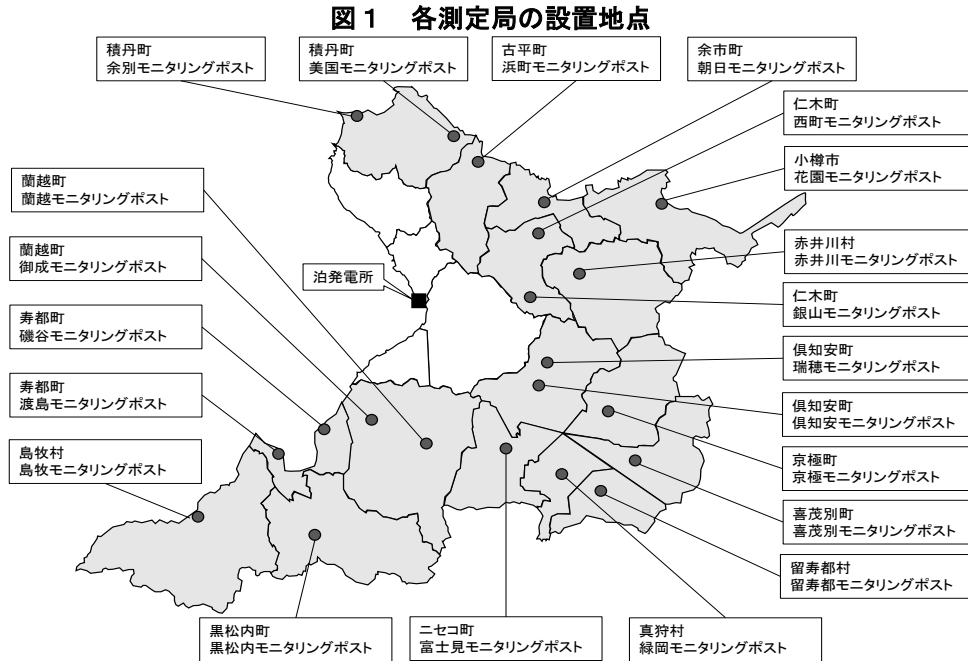 図１　各測定局の設置地点
積丹町
余別モニタリングポスト
積丹町
美国モニタリングポスト
古平町
浜町モニタリングポスト
余市町
朝日モニタリングポスト
仁木町
西町モニタリングポスト
小樽市
花園モニタリングポスト
赤井川村
赤井川モニタリングポスト
仁木町
銀山モニタリングポスト
倶知安町
瑞穂モニタリングポスト
倶知安町
倶知安モニタリングポスト
京極町
京極モニタリングポスト
喜茂別町
喜茂別モニタリングポスト
留寿都村
留寿都モニタリングポスト
蘭越町
蘭越モニタリングポスト
蘭越町
御成モニタリングポスト
寿都町
磯谷モニタリングポスト
寿都町
渡島モニタリングポスト
島牧村
島牧モニタリングポスト
泊発電所
黒松内町
黒松内モニタリングポスト
ニセコ町
富士見モニタリングポスト
真狩村
緑岡モニタリングポスト